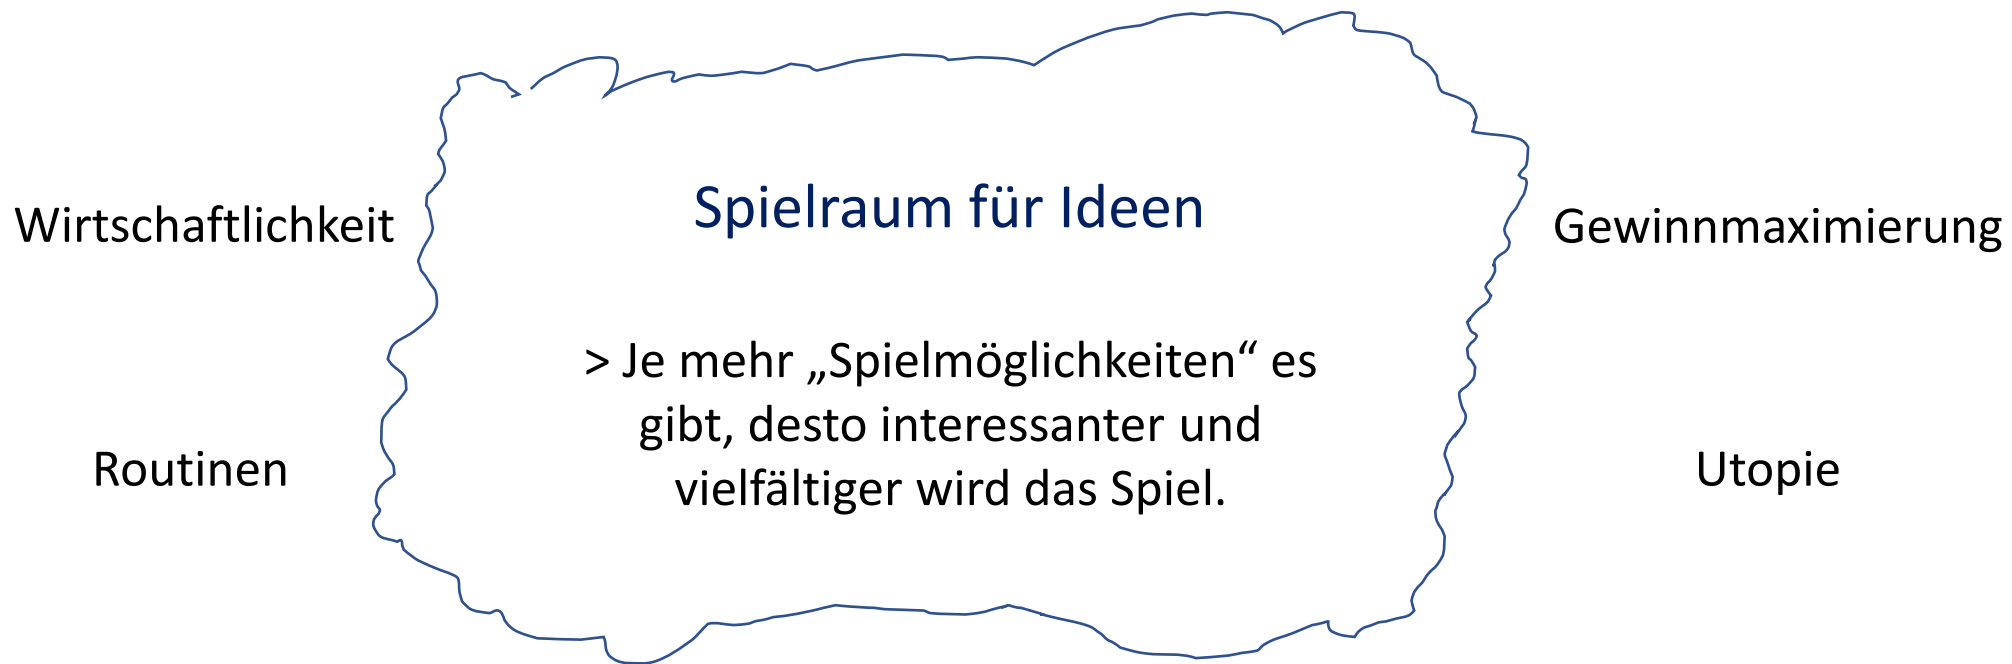 Spielraum für Ideen
Wirtschaftlichkeit
Gewinnmaximierung
> Je mehr „Spielmöglichkeiten“ es
gibt, desto interessanter und
vielfältiger wird das Spiel.
Routinen
Utopie